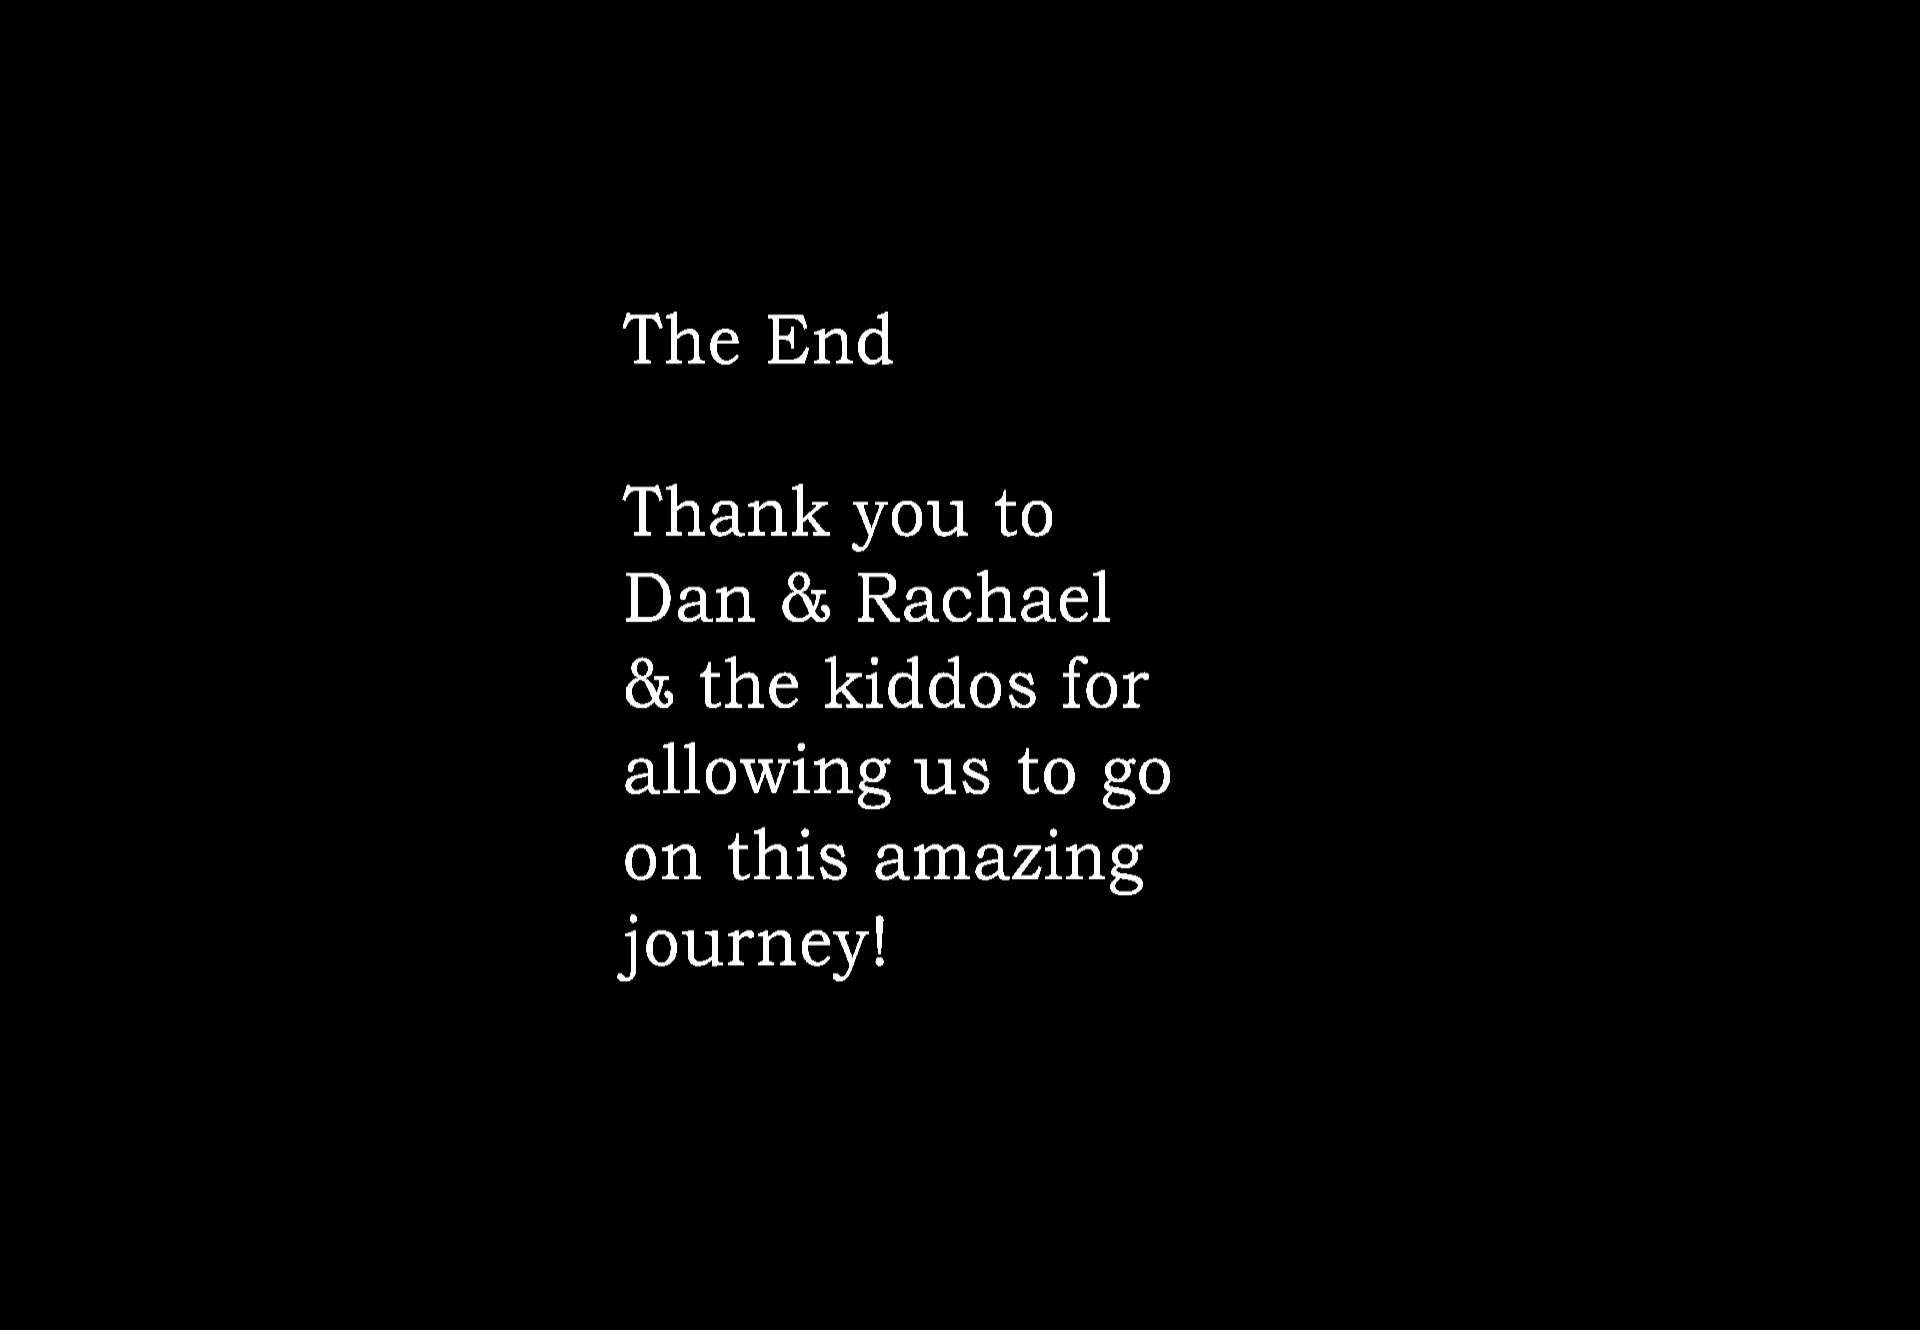 The End
Thank you to
Dan & Rachael
& the kiddos for
allowing us to go
on this amazing
journey!